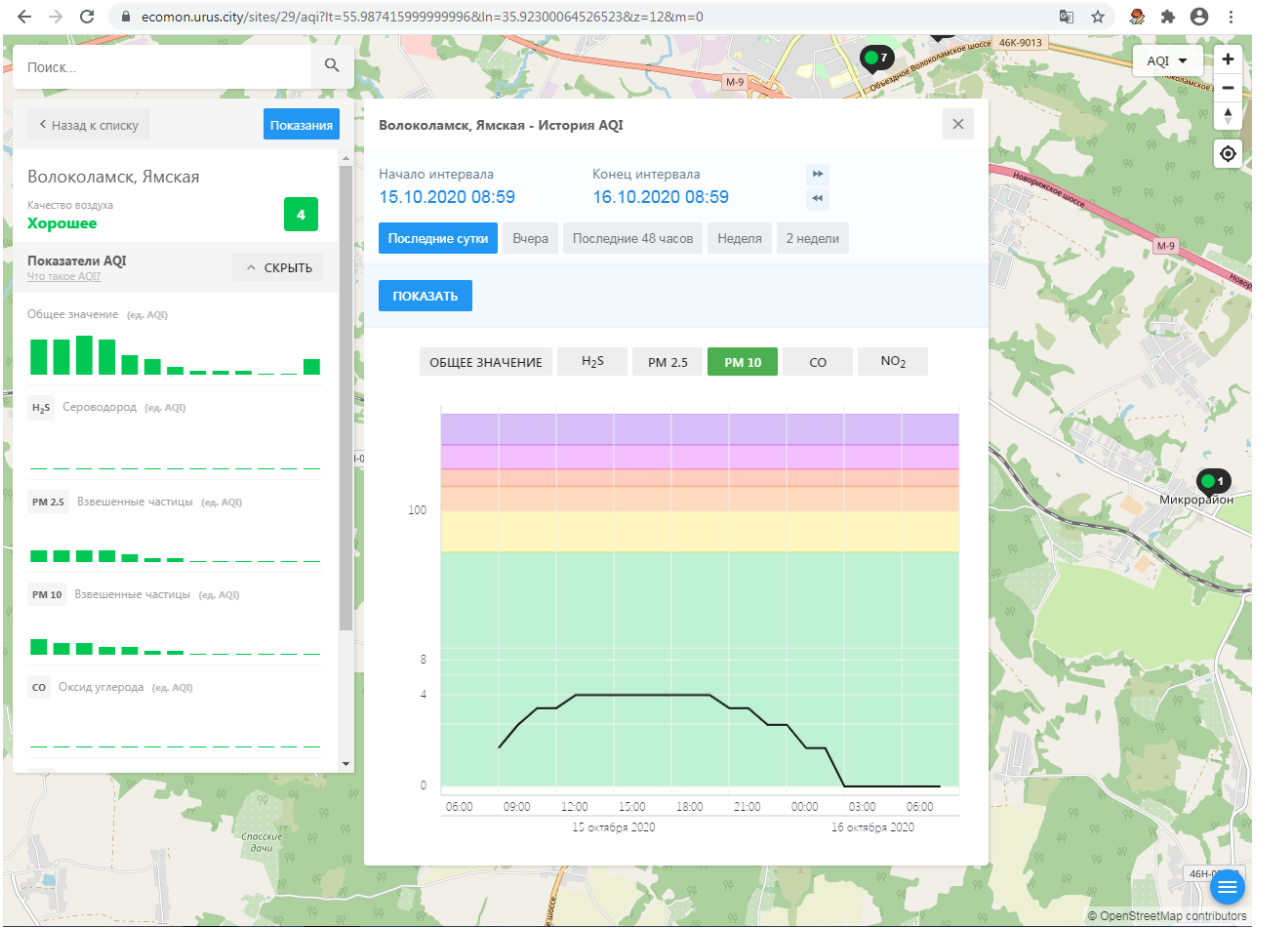 ecomon.urus.city/sites/29/aqi?lt=55.987415999999996&ln=35.92300064526523&z=12&m=0
Поиск...
Назад к списку
Показания
Волоколамск, Ямская
Качество воздуха
Хорошее
4
Показатели AQI
Что такое AQI?
СКРЫТЬ
Общее значение (ед. AQI)
H₂S Сероводород (ед. AQI)
PM 2.5 Взвешенные частицы (ед. AQI)
PM 10 Взвешенные частицы (ед. AQI)
CO Оксид углерода (ед. AQI)
Волоколамск, Ямская - История AQI
Начало интервала
15.10.2020 08:59
Конец интервала
16.10.2020 08:59
Последние сутки
Вчера
Последние 48 часов
Неделя
2 недели
ПОКАЗАТЬ
ОБЩЕЕ ЗНАЧЕНИЕ
H₂S
PM 2.5
PM 10
CO
NO₂
100
8
4
0
06:00 09:00 12:00 15:00 18:00 21:00 00:00 03:00 06:00
15 октября 2020
16 октября 2020
М-9
7
Объездное Волоколамское шоссе
46К-9013
AQI
Новорижское шоссе
М-9
1
Микрорайон
Спасские
дачи
© OpenStreetMap contributors